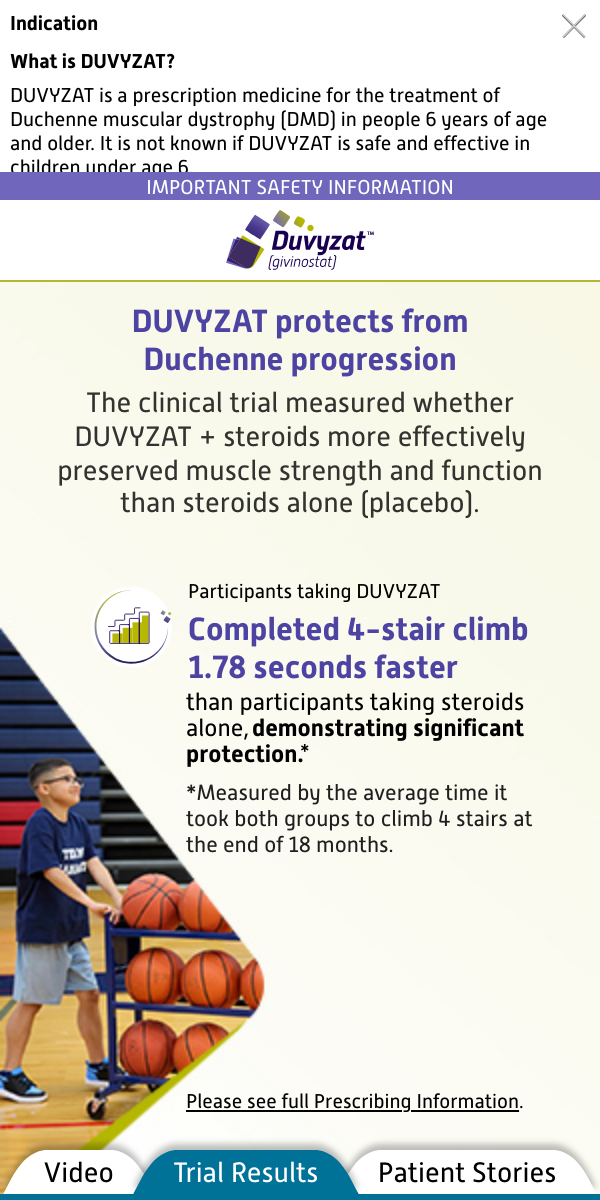 Indication
What is DUVYZAT?
DUVYZAT is a prescription medicine for the treatment of
Duchenne muscular dystrophy (DMD) in people 6 years of age
and older. It is not known if DUVYZAT is safe and effective in
children under age 6
IMPORTANT SAFETY INFORMATION
Duvyzat™
(givinostat)
DUVYZAT protects from
Duchenne progression
The clinical trial measured whether
DUVYZAT + steroids more effectively
preserved muscle strength and function
than steroids alone (placebo).
Participants taking DUVYZAT
Completed 4-stair climb
1.78 seconds faster
than participants taking steroids
alone, demonstrating significant
protection.*
*Measured by the average time it
took both groups to climb 4 stairs at
the end of 18 months.
Please see full Prescribing Information.
Video
Trial Results
Patient Stories